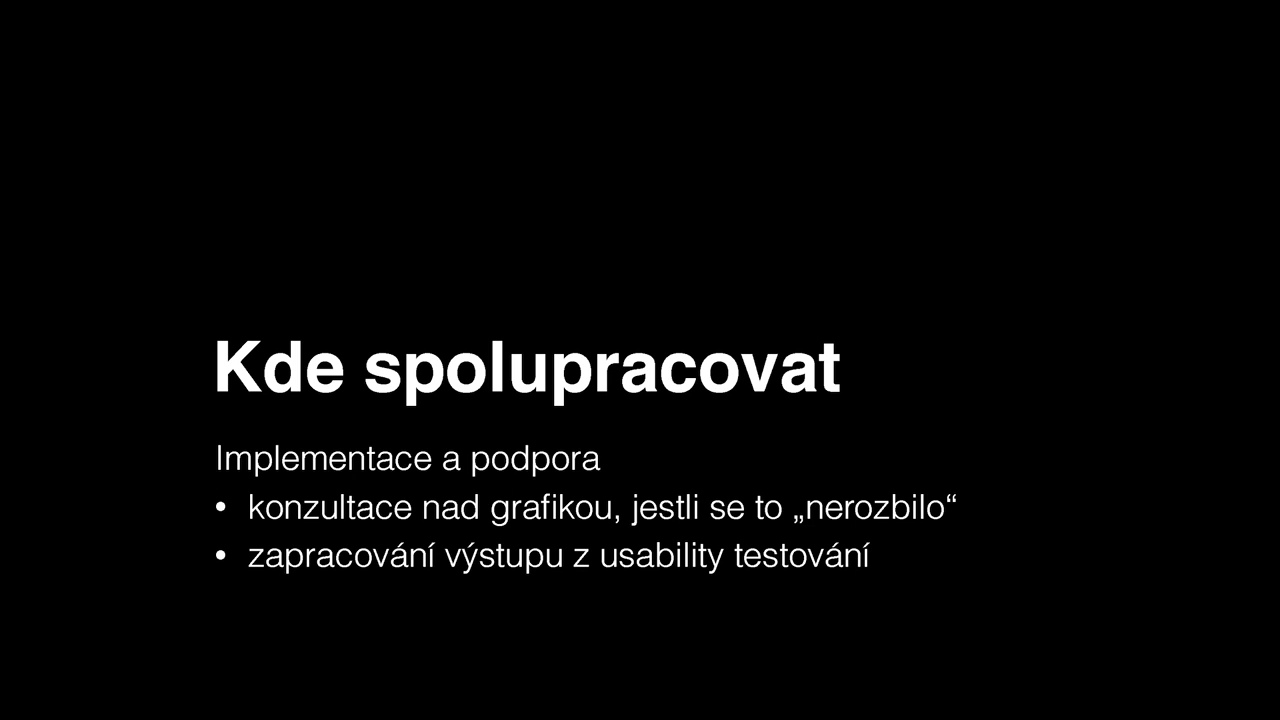 Kde spolupracovat
Implementace a podpora
• konzultace nad grafikou, jestli se to „nerozbilo“
• zapracování výstupu z usability testování